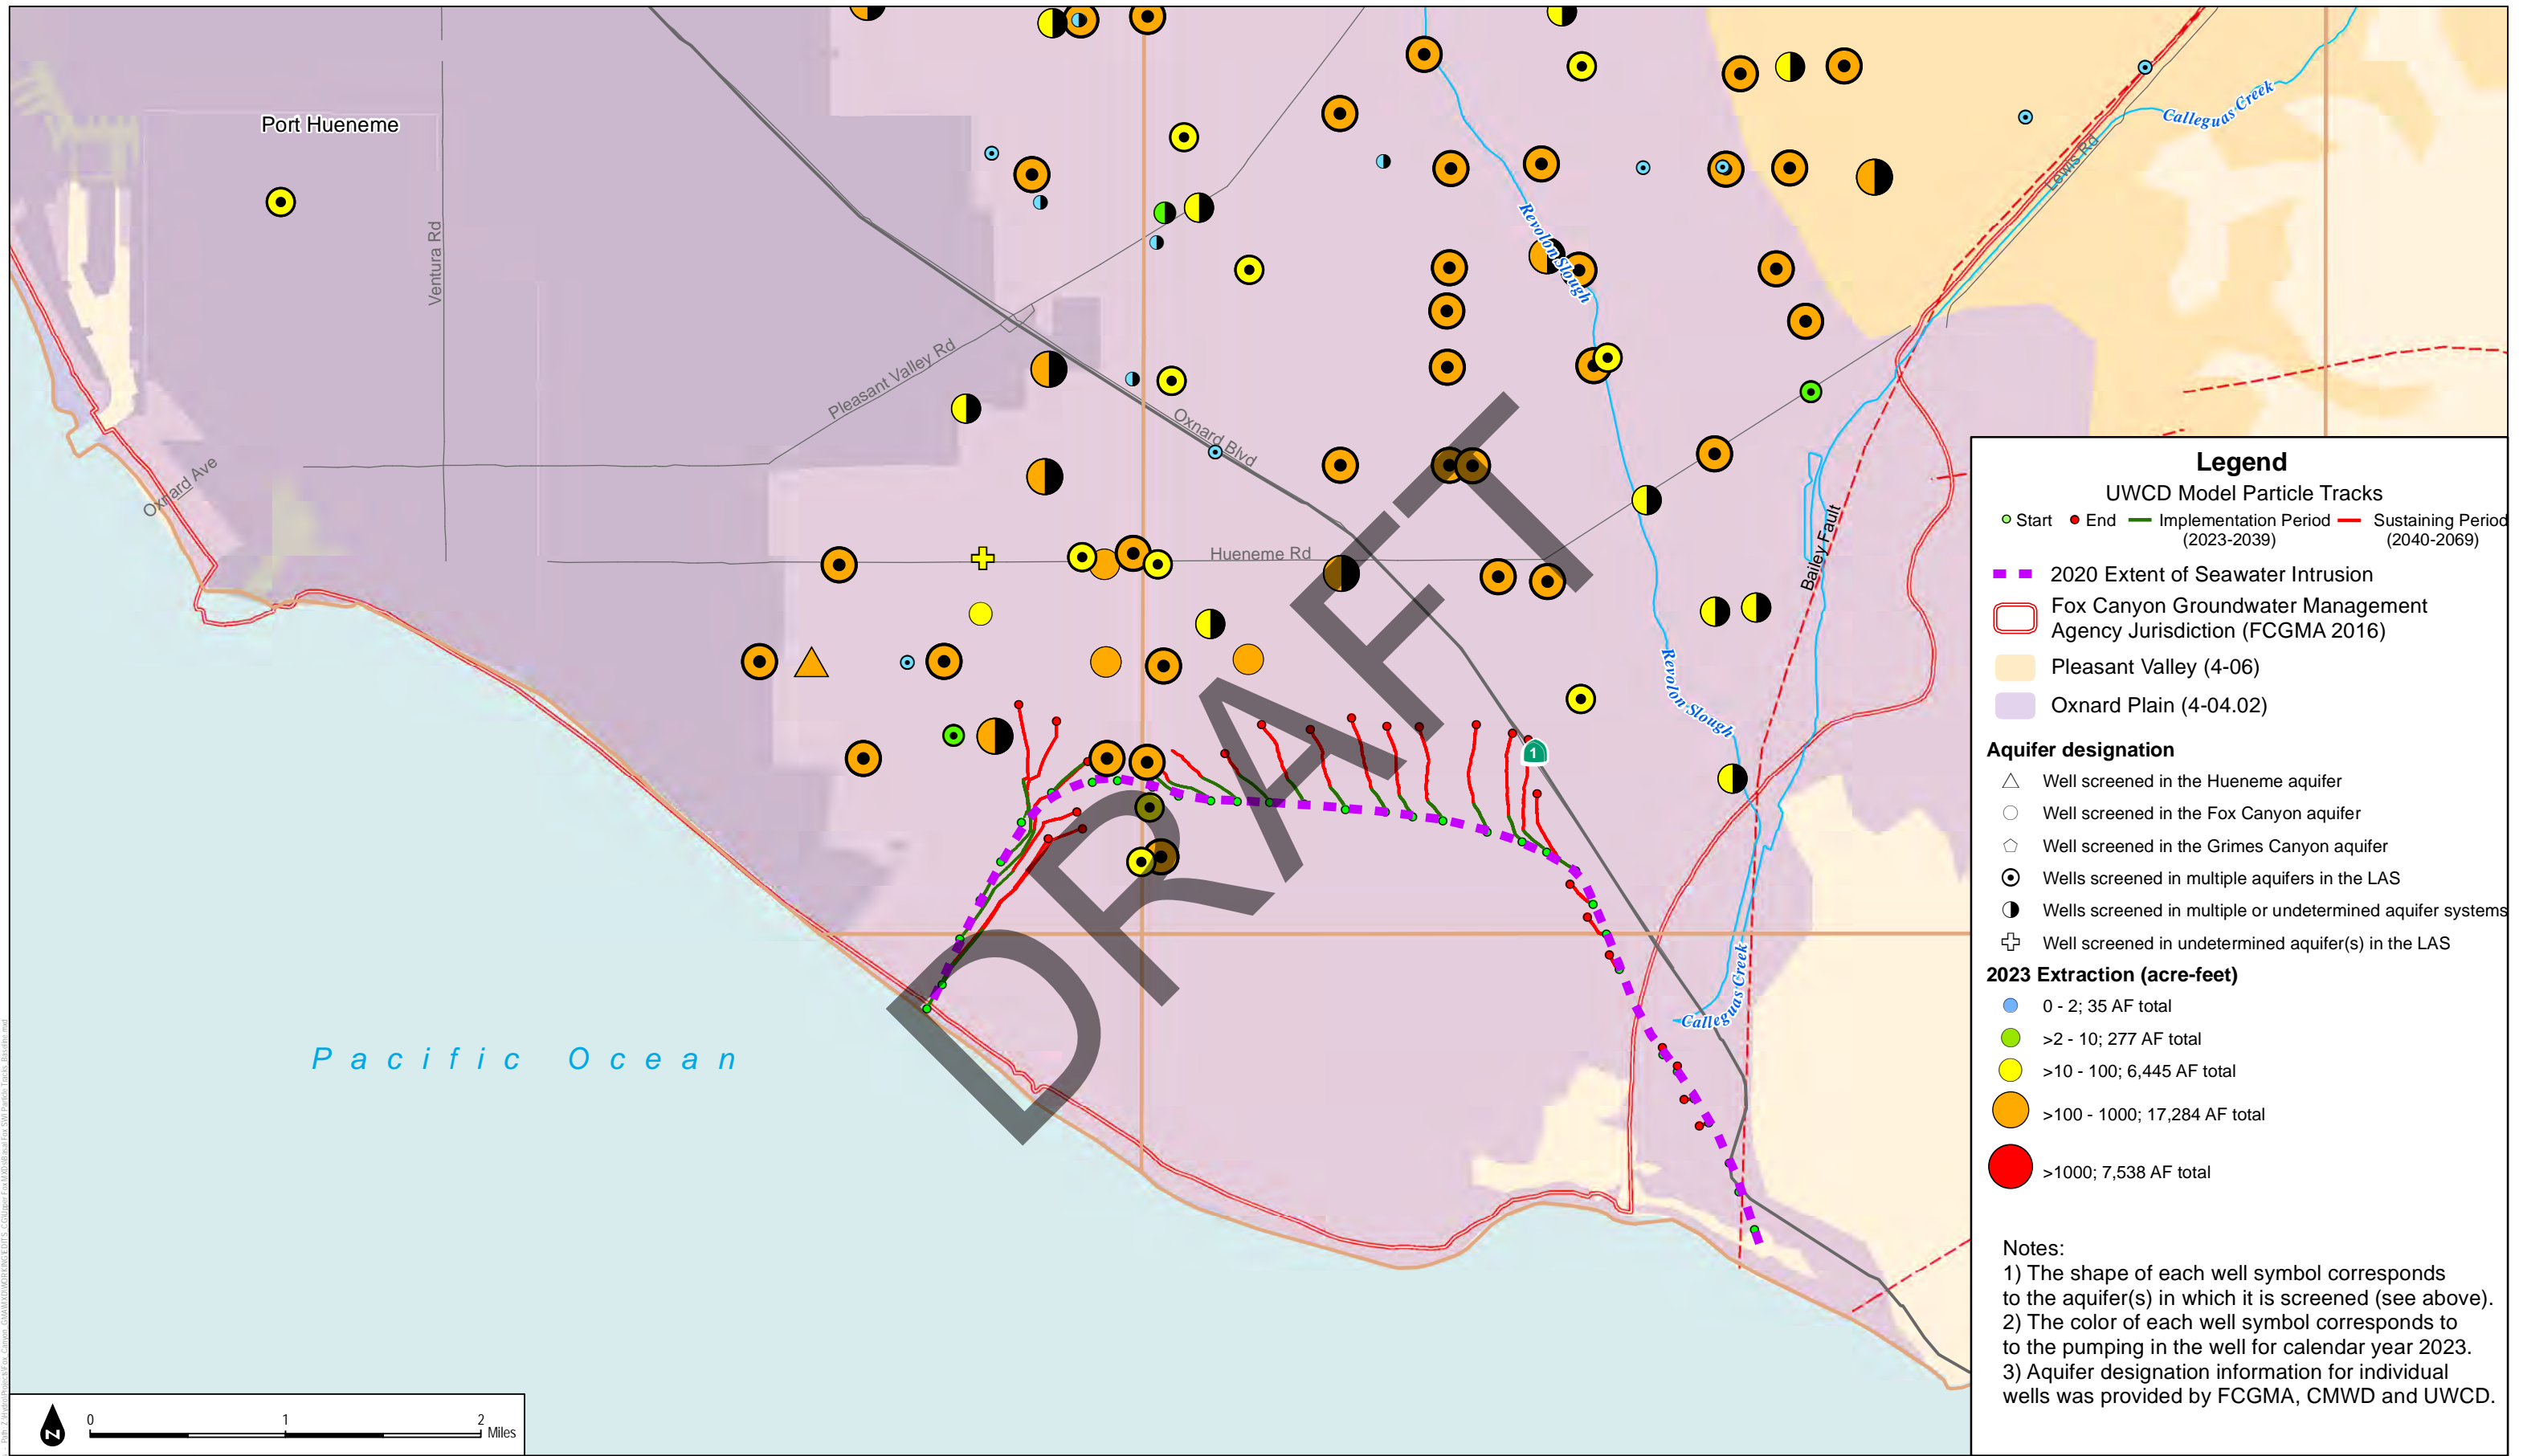 Port Hueneme
Ventura Rd
Oxnard Ave
Pleasant Valley Rd
Oxnard Blvd
Hueneme Rd
Revolon Slough
Revolon Slough
Calleguas Creek
Lewis Rd
Bailey Fault
1
Calleguas Creek
Pacific Ocean
DRAFT
N
0 1 2
Miles
Legend
UWCD Model Particle Tracks
Start End Implementation Period Sustaining Period
(2023-2039) (2040-2069)
2020 Extent of Seawater Intrusion
Fox Canyon Groundwater Management
Agency Jurisdiction (FCGMA 2016)
Pleasant Valley (4-06)
Oxnard Plain (4-04.02)
Aquifer designation
Well screened in the Hueneme aquifer
Well screened in the Fox Canyon aquifer
Well screened in the Grimes Canyon aquifer
Wells screened in multiple aquifers in the LAS
Wells screened in multiple or undetermined aquifer systems
Well screened in undetermined aquifer(s) in the LAS
2023 Extraction (acre-feet)
0 - 2; 35 AF total
>2 - 10; 277 AF total
>10 - 100; 6,445 AF total
>100 - 1000; 17,284 AF total
>1000; 7,538 AF total
Notes:
1) The shape of each well symbol corresponds
to the aquifer(s) in which it is screened (see above).
2) The color of each well symbol corresponds to
to the pumping in the well for calendar year 2023.
3) Aquifer designation information for individual
wells was provided by FCGMA, CMWD and UWCD.